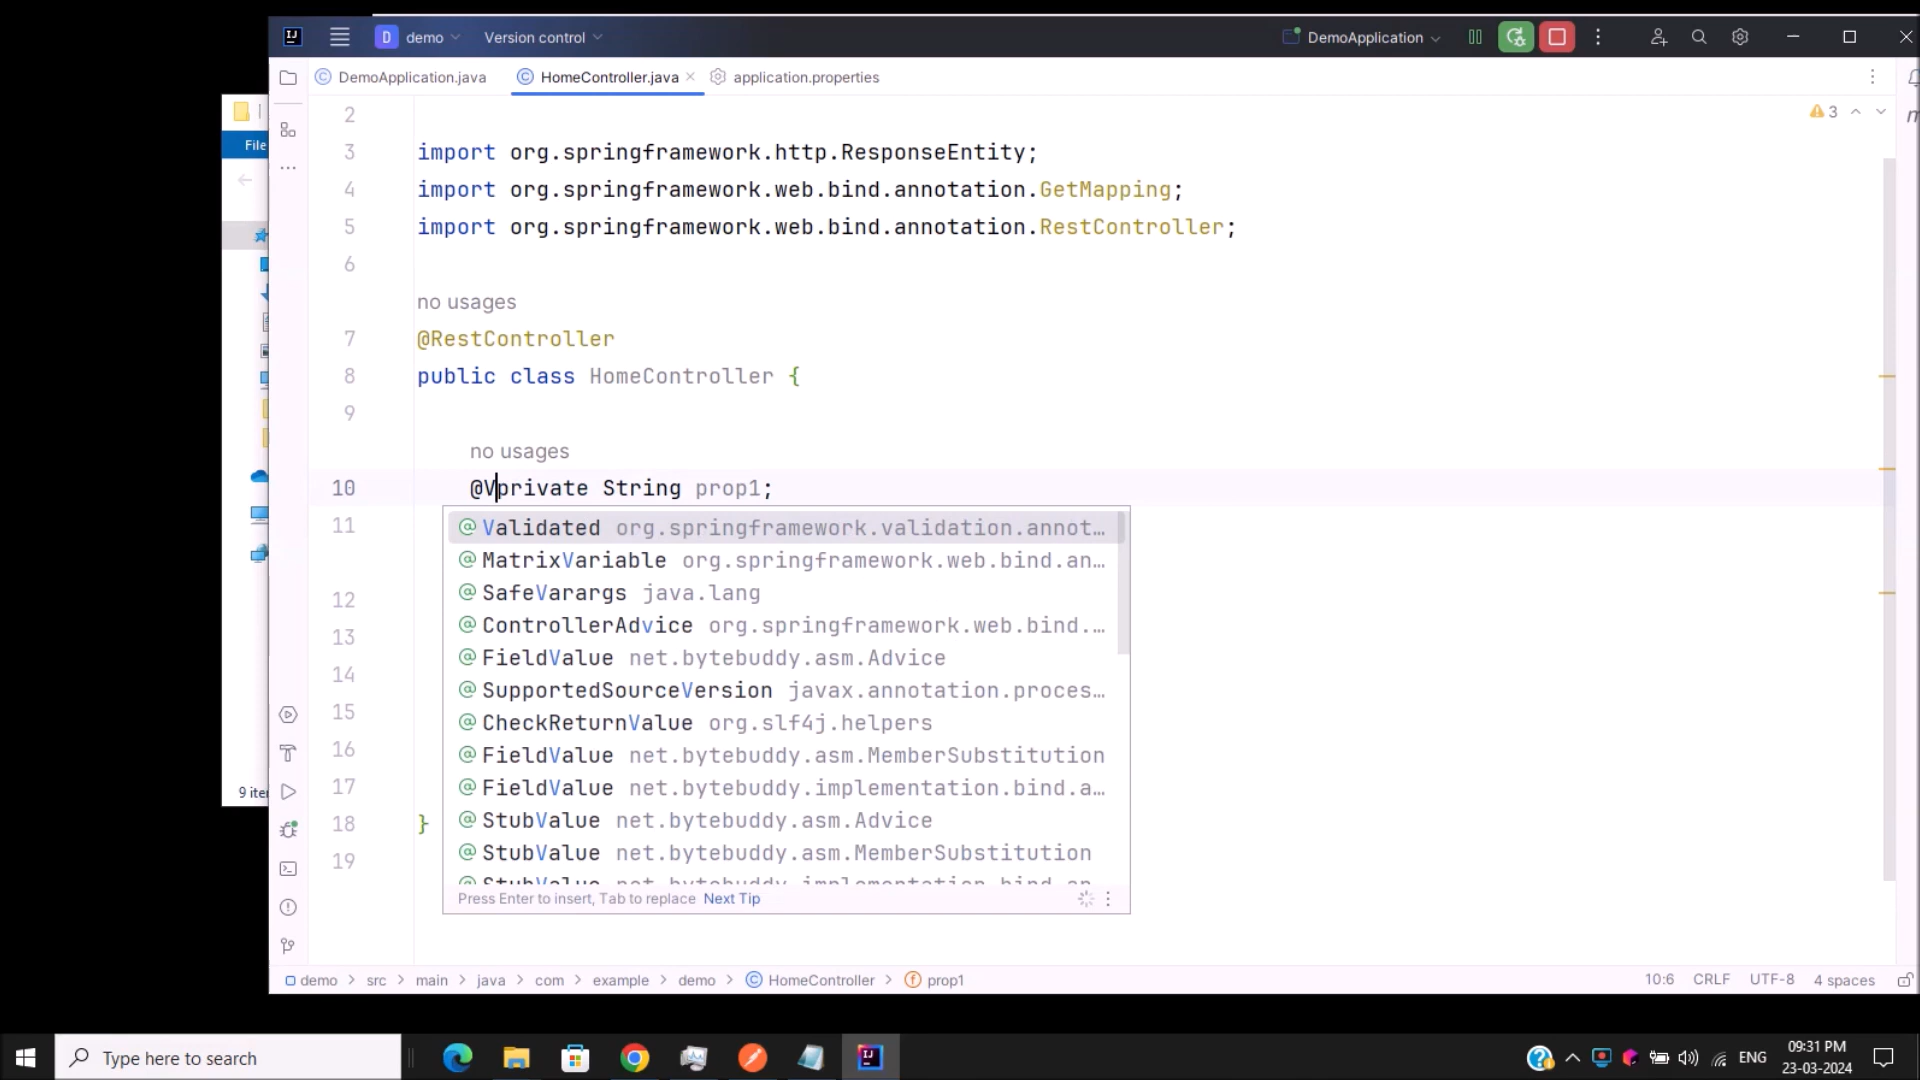 D demo Version control DemoApplication
DemoApplication.java HomeController.java application.properties
File
2
3 import org.springframework.http.ResponseEntity;
4 import org.springframework.web.bind.annotation.GetMapping;
5 import org.springframework.web.bind.annotation.RestController;
6
no usages
7 @RestController
8 public class HomeController {
9
no usages
10 @Vprivate String prop1;
11
12
13
14
15
16
17
18 }
19
3
@ Validated org.springframework.validation.annot…
@ MatrixVariable org.springframework.web.bind.an…
@ SafeVarargs java.lang
@ ControllerAdvice org.springframework.web.bind.…
@ FieldValue net.bytebuddy.asm.Advice
@ SupportedSourceVersion javax.annotation.proces…
@ CheckReturnValue org.slf4j.helpers
@ FieldValue net.bytebuddy.asm.MemberSubstitution
@ FieldValue net.bytebuddy.implementation.bind.a…
@ StubValue net.bytebuddy.asm.Advice
@ StubValue net.bytebuddy.asm.MemberSubstitution
Press Enter to insert, Tab to replace Next Tip
demo > src > main > java > com > example > demo > HomeController > prop1
10:6 CRLF UTF-8 4 spaces
Type here to search
ENG
09:31 PM
23-03-2024